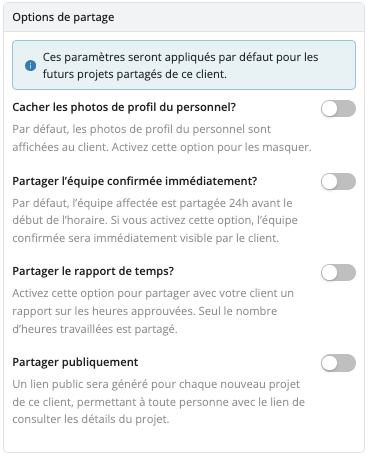 Options de partage
Ces paramètres seront appliqués par défaut pour les
futurs projets partagés de ce client.
Cacher les photos de profil du personnel?
Par défaut, les photos de profil du personnel sont
affichées au client. Activez cette option pour les masquer.
Partager l’équipe confirmée immédiatement?
Par défaut, l’équipe affectée est partagée 24h avant le
début de l’horaire. Si vous activez cette option, l’équipe
confirmée sera immédiatement visible par le client.
Partager le rapport de temps?
Activez cette option pour partager avec votre client un
rapport sur les heures approuvées. Seul le nombre
d’heures travaillées est partagé.
Partager publiquement
Un lien public sera généré pour chaque nouveau projet
de ce client, permettant à toute personne avec le lien de
consulter les détails du projet.